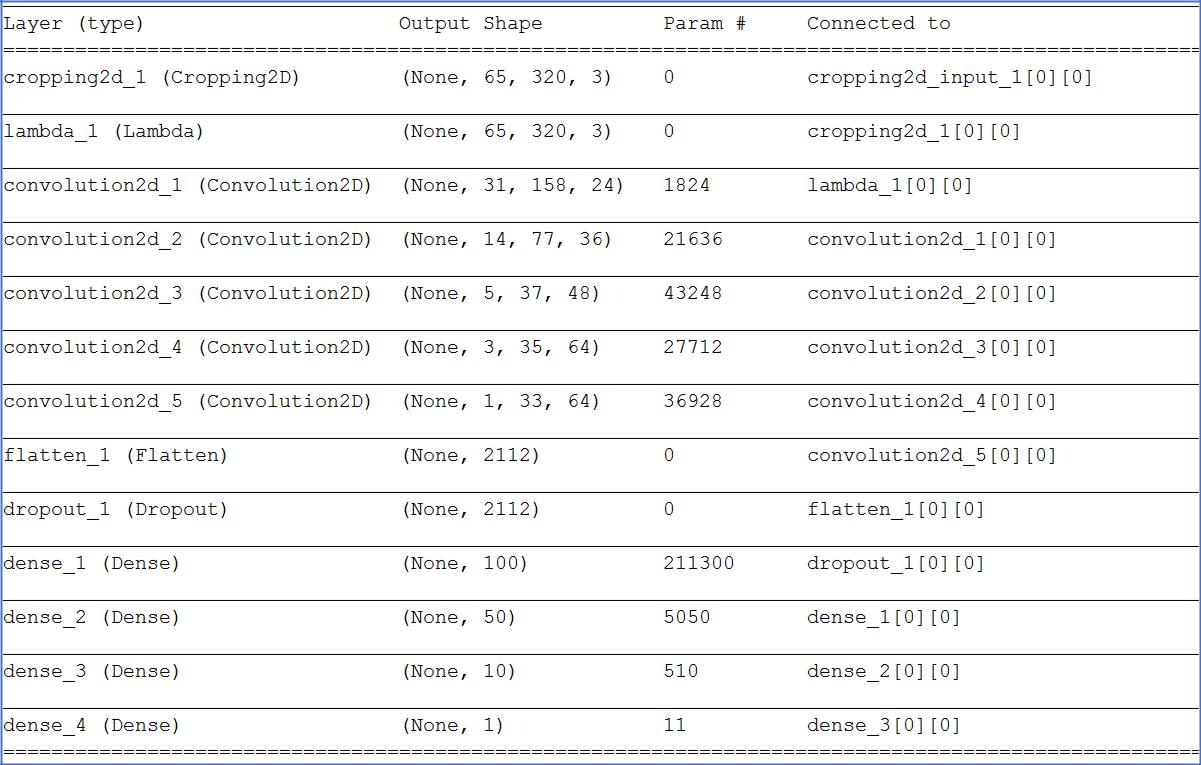 Layer (type) Output Shape Param # Connected to
====================================================================================================
cropping2d_1 (Cropping2D) (None, 65, 320, 3) 0 cropping2d_input_1[0][0]
lambda_1 (Lambda) (None, 65, 320, 3) 0 cropping2d_1[0][0]
convolution2d_1 (Convolution2D) (None, 31, 158, 24) 1824 lambda_1[0][0]
convolution2d_2 (Convolution2D) (None, 14, 77, 36) 21636 convolution2d_1[0][0]
convolution2d_3 (Convolution2D) (None, 5, 37, 48) 43248 convolution2d_2[0][0]
convolution2d_4 (Convolution2D) (None, 3, 35, 64) 27712 convolution2d_3[0][0]
convolution2d_5 (Convolution2D) (None, 1, 33, 64) 36928 convolution2d_4[0][0]
flatten_1 (Flatten) (None, 2112) 0 convolution2d_5[0][0]
dropout_1 (Dropout) (None, 2112) 0 flatten_1[0][0]
dense_1 (Dense) (None, 100) 211300 dropout_1[0][0]
dense_2 (Dense) (None, 50) 5050 dense_1[0][0]
dense_3 (Dense) (None, 10) 510 dense_2[0][0]
dense_4 (Dense) (None, 1) 11 dense_3[0][0]
====================================================================================================